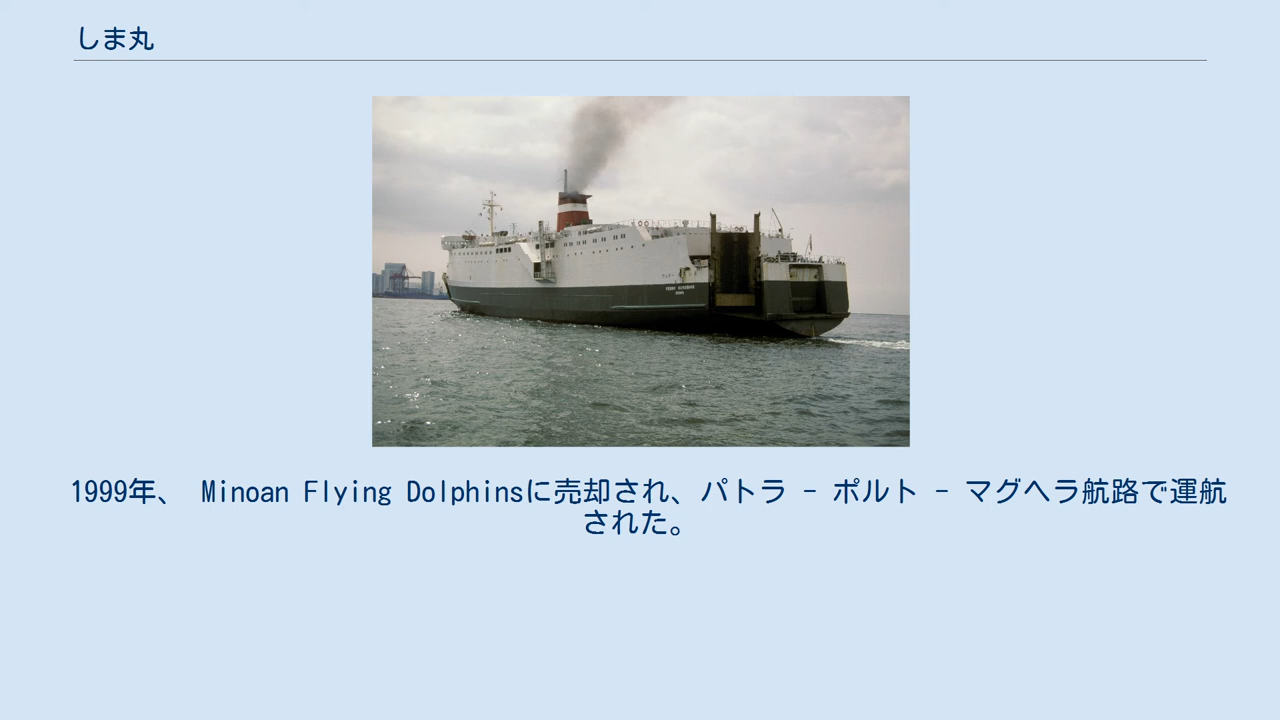 しま丸
1999年、 Minoan Flying Dolphinsに売却され、パトラ - ポルト - マグヘラ航路で運航
された。